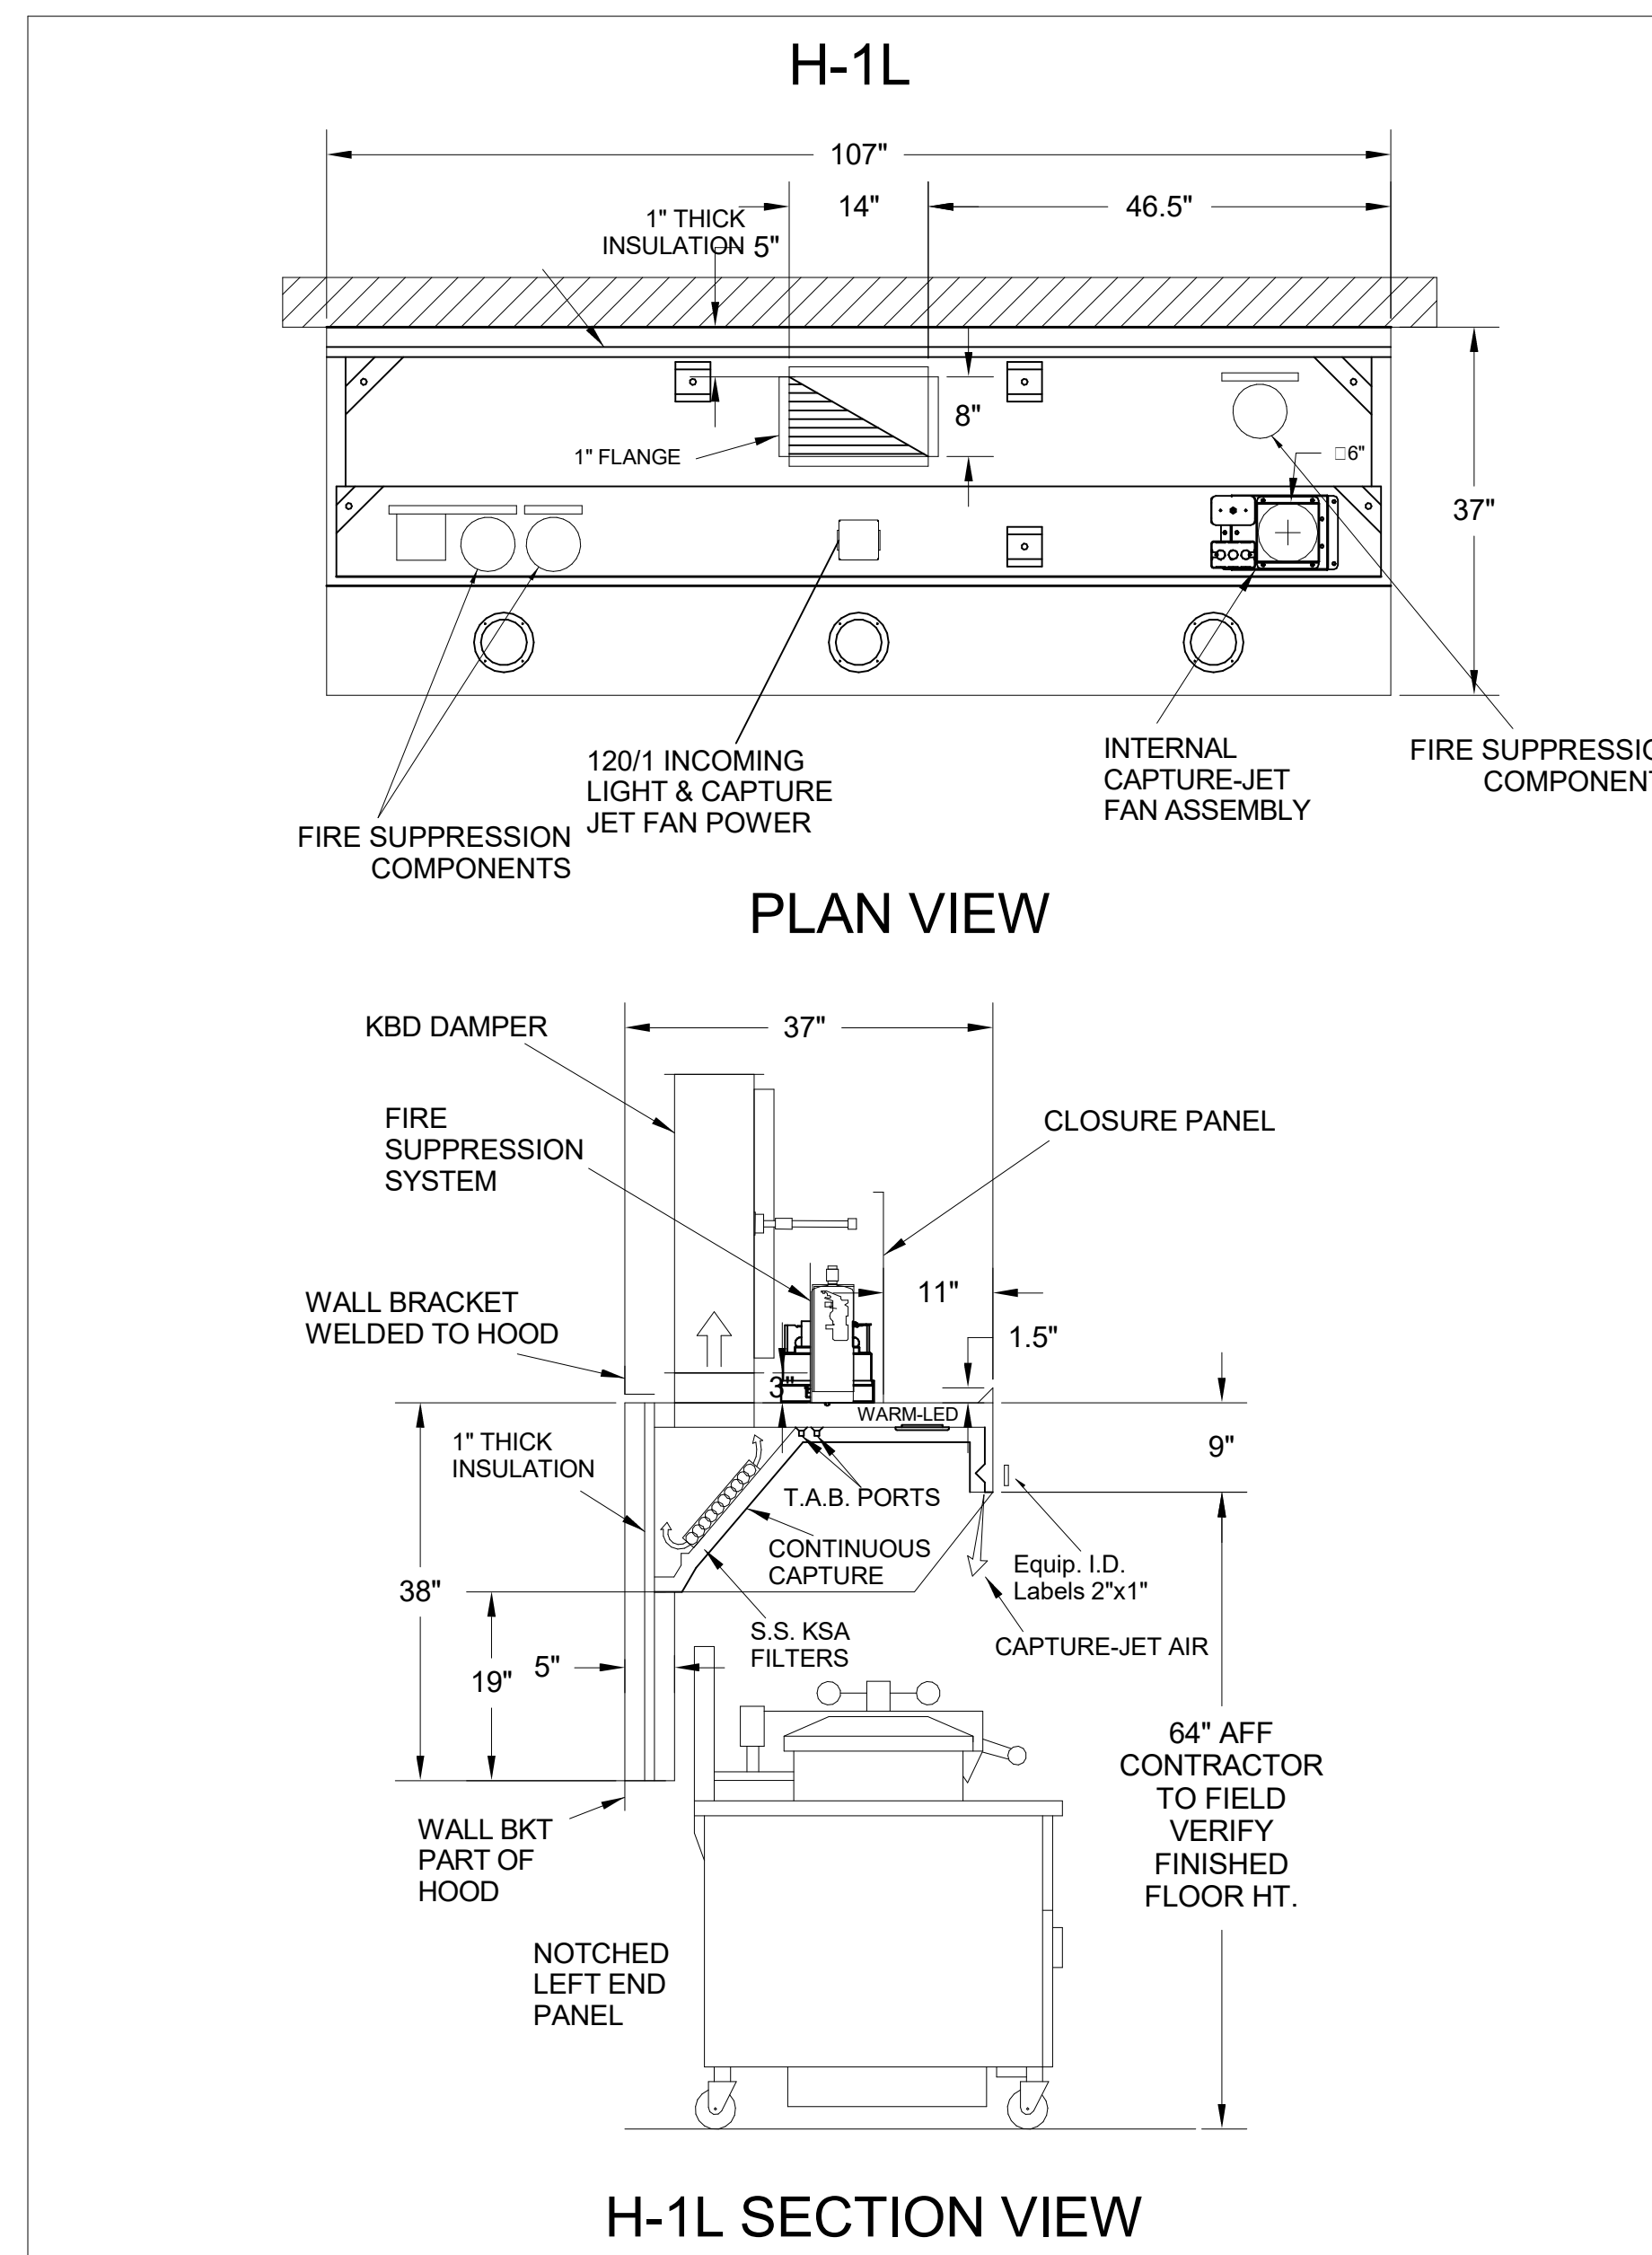 H-1L
107"
14"
46.5"
1" THICK
INSULATION
5"
8"
1" FLANGE
□6"
37"
120/1 INCOMING
LIGHT & CAPTURE
JET FAN POWER
INTERNAL
CAPTURE-JET
FAN ASSEMBLY
FIRE SUPPRESSIO
COMPONENT
FIRE SUPPRESSION
COMPONENTS
PLAN VIEW
KBD DAMPER
37"
FIRE
SUPPRESSION
SYSTEM
CLOSURE PANEL
11"
WALL BRACKET
WELDED TO HOOD
1.5"
3"
WARM-LED
1" THICK
INSULATION
9"
T.A.B. PORTS
CONTINUOUS
CAPTURE
Equip. I.D.
Labels 2"x1"
38"
S.S. KSA
FILTERS
CAPTURE-JET AIR
19"
5"
64" AFF
CONTRACTOR
TO FIELD
VERIFY
FINISHED
FLOOR HT.
WALL BKT
PART OF
HOOD
NOTCHED
LEFT END
PANEL
H-1L SECTION VIEW